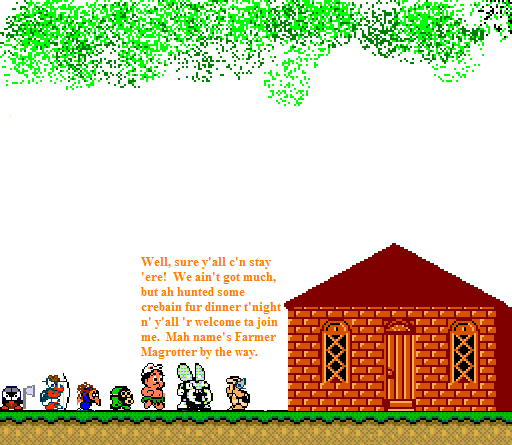 Well, sure y'all c'n stay
'ere!  We ain't got much,
but ah hunted some
crebain fur dinner t'night
n' y'all 'r welcome ta join
me.  Mah name's Farmer
Magrotter by the way.